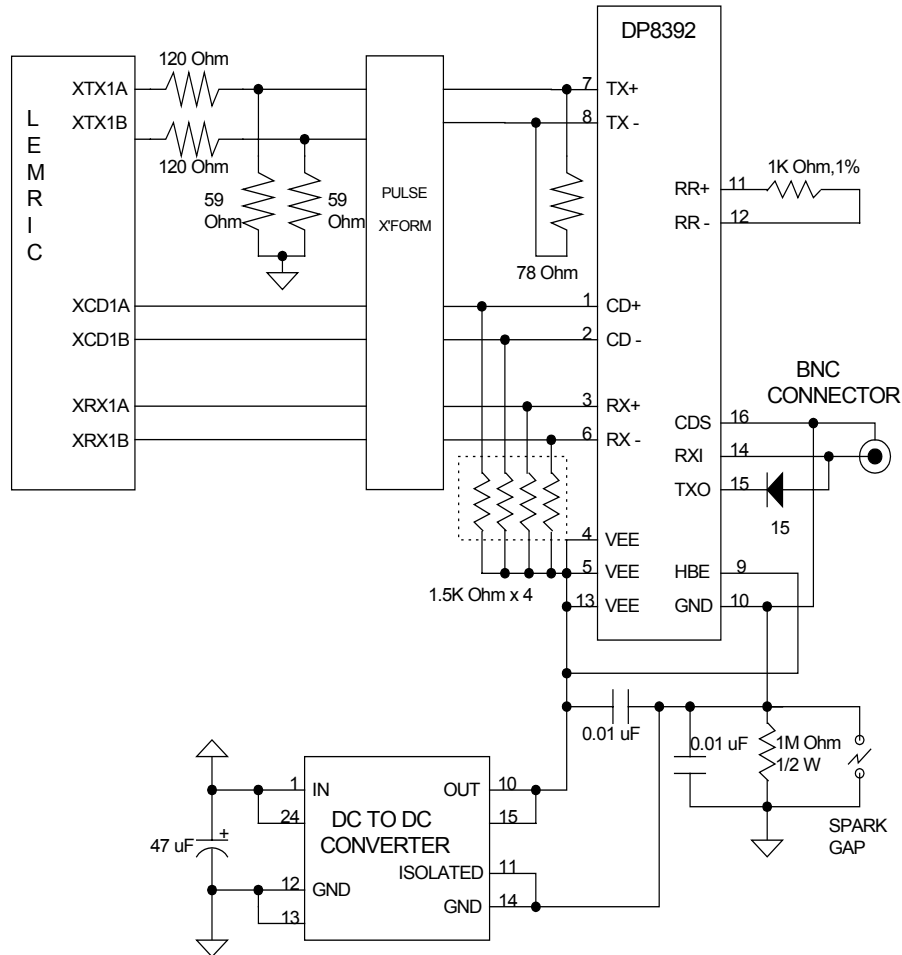 DP8392
120 Ohm
XTX1A
7
TX+
L
E
M
R
I
C
XTX1B
8
TX -
120 Ohm
1K Ohm,1%
59
Ohm
59
Ohm
PULSE
X'FORM
RR+
11
RR -
12
78 Ohm
XCD1A
1
CD+
XCD1B
2
CD -
BNC
CONNECTOR
XRX1A
3
RX+
CDS
16
XRX1B
6
RX -
RXI
14
TXO
15
15
4
VEE
5
VEE
HBE
9
1.5K Ohm x 4
13
VEE
GND
10
0.01 uF
0.01 uF
1M Ohm
1/2 W
1
IN
OUT
10
24
15
DC TO DC
CONVERTER
SPARK
GAP
47 uF
+
ISOLATED
11
12
GND
GND
14
13